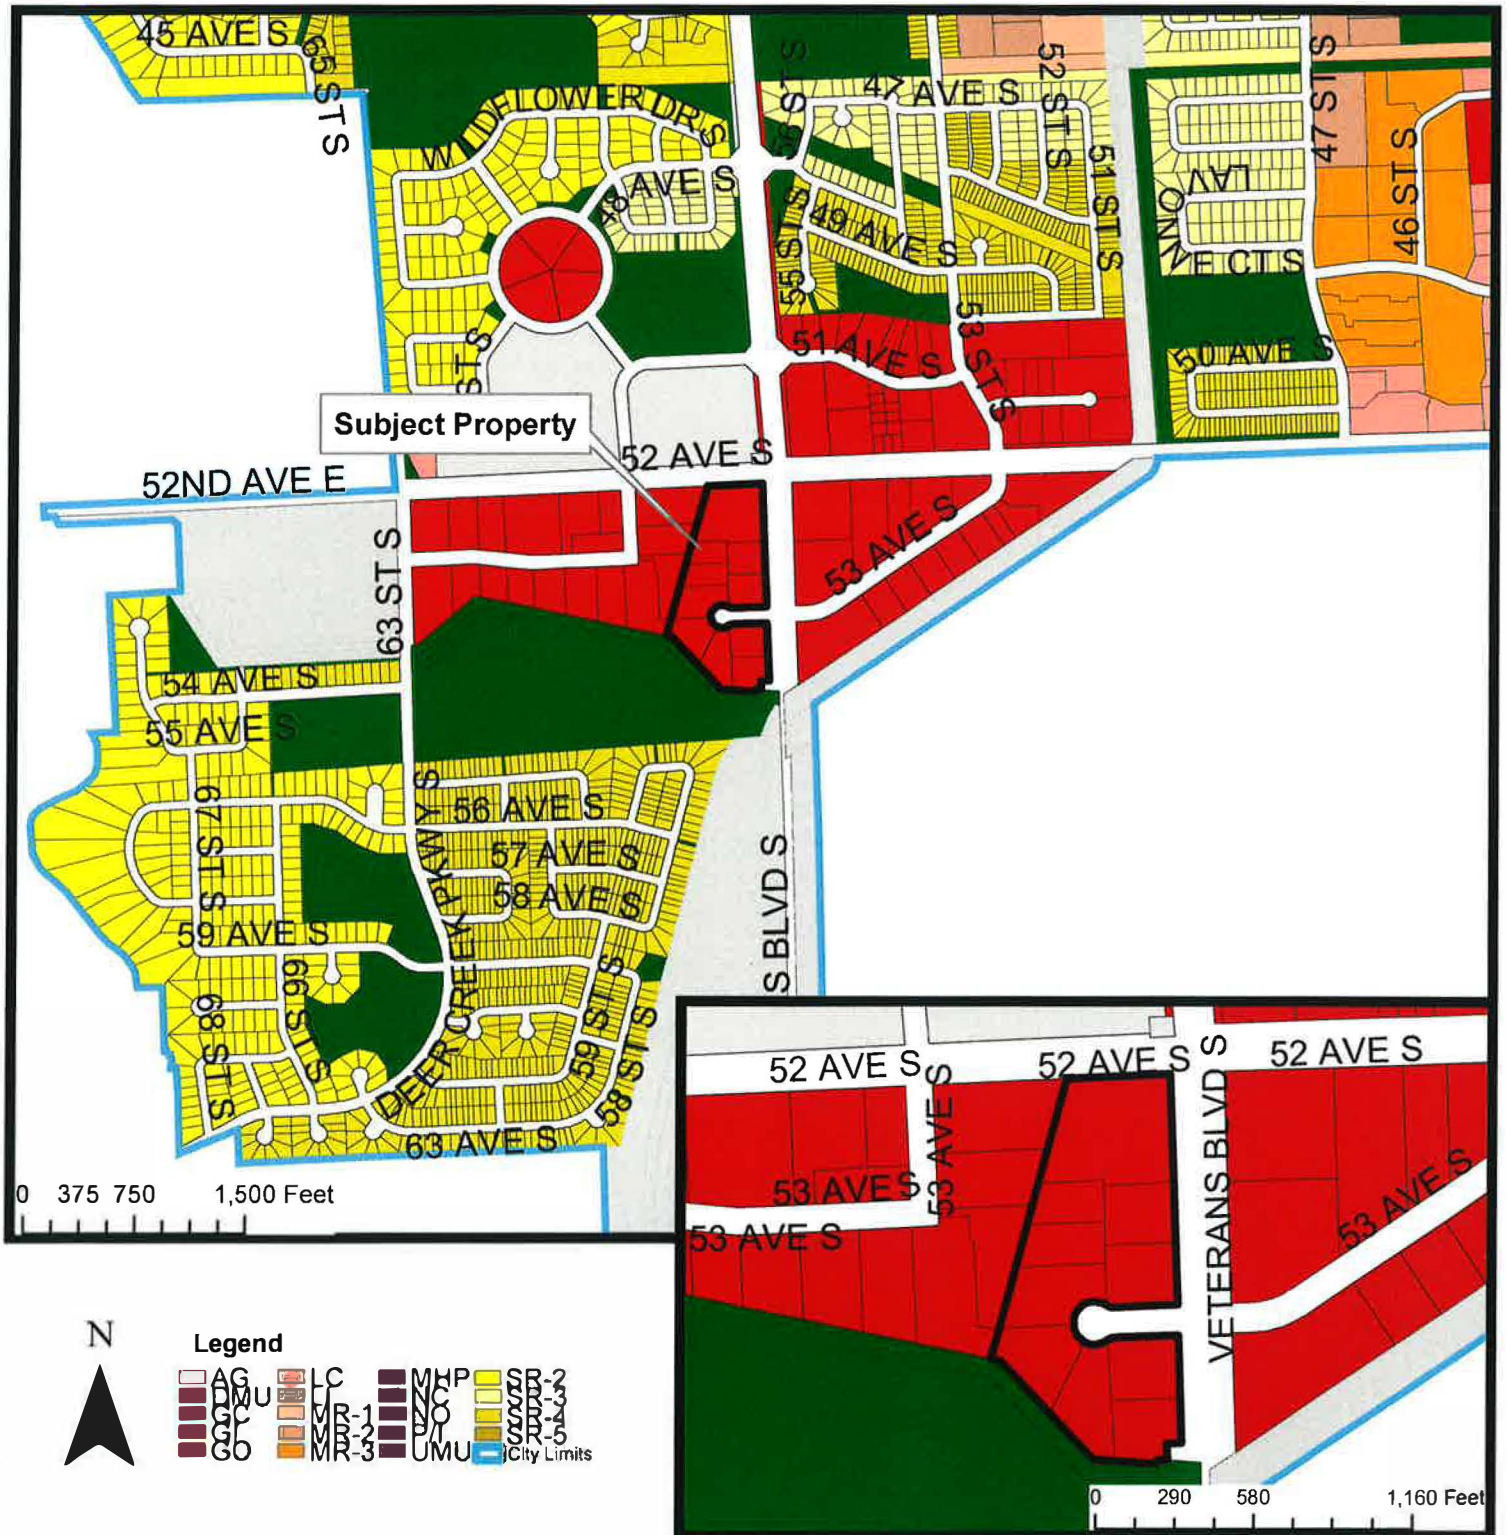 45 AVE S
65 ST S
WILDFLOWER DR S
48 AVE S
56 ST S
47 AVE S
52 ST S
51 ST S
47 ST S
46 ST S
LAV
ONNE CT S
55 ST S
49 AVE S
53 ST S
50 AVE S
51 AVE S
ST S
Subject Property
52 AVE S
52ND AVE E
63 ST S
53 AVE S
54 AVE S
55 AVE S
67 ST S
56 AVE S
57 AVE S
58 AVE S
59 AVE S
DEER CREEK PKWY S
S BLVD S
66 ST S
68 ST S
59 ST S
58 ST S
63 AVE S
0 375 750 1,500 Feet
52 AVE S
52 AVE S
52 AVE S
53 AVE S
53 AVE S
53 AVE S
VETERANS BLVD S
53 AVE S
0 290 580 1,160 Feet
N
Legend
AG LC MHP SR-2
DMU LI NC SR-3
GC MR-1 NO SR-4
GI MR-2 P/I SR-5
GO MR-3 UMU City Limits